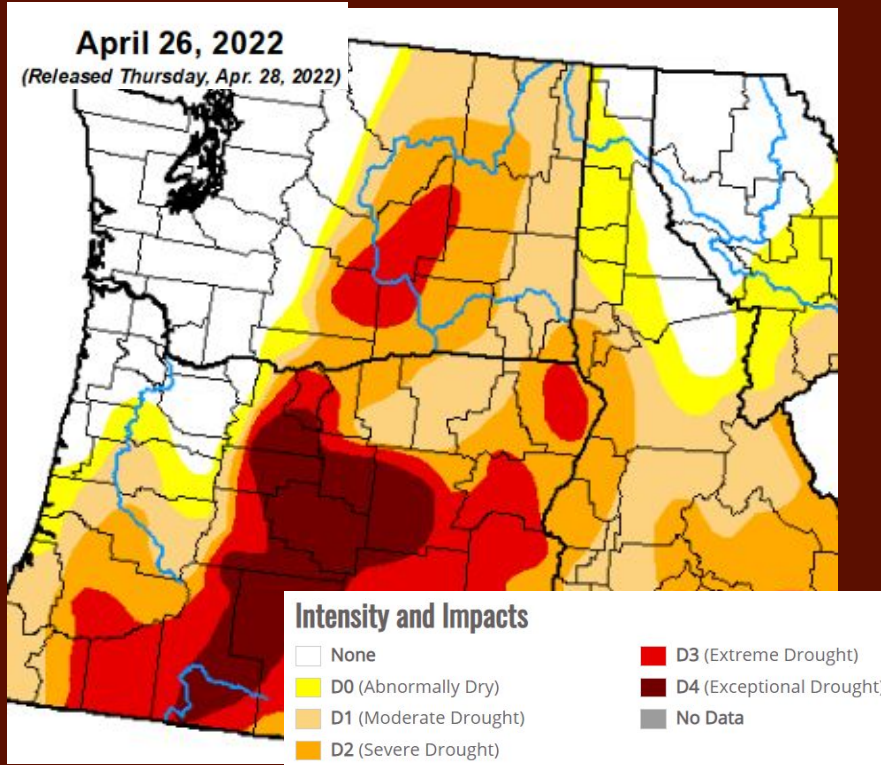 April 26, 2022
(Released Thursday, Apr. 28, 2022)
Intensity and Impacts
None
D0 (Abnormally Dry)
D1 (Moderate Drought)
D2 (Severe Drought)
D3 (Extreme Drought)
D4 (Exceptional Drought)
No Data